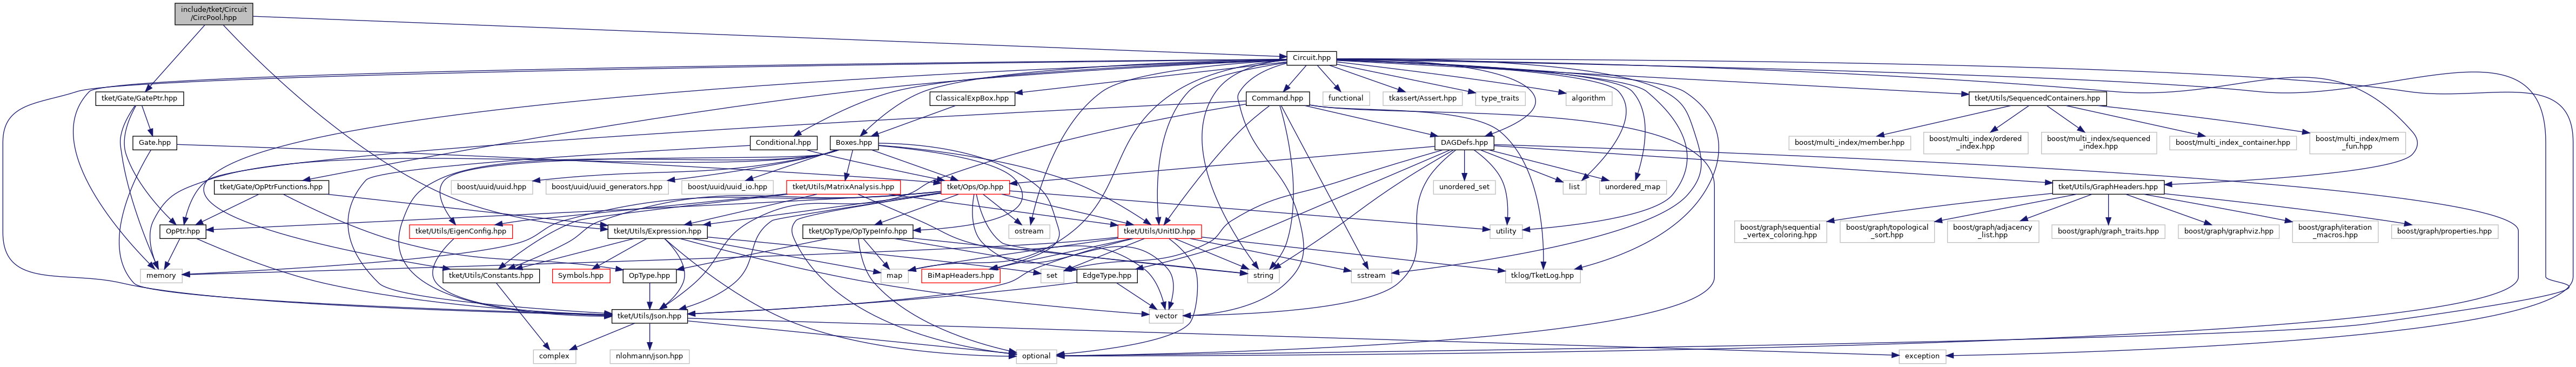 include/tket/Circuit
/CircPool.hpp
Circuit.hpp
tket/Gate/GatePtr.hpp
ClassicalExpBox.hpp
Command.hpp
functional
tkassert/Assert.hpp
type_traits
algorithm
tket/Utils/SequencedContainers.hpp
Gate.hpp
Conditional.hpp
Boxes.hpp
DAGDefs.hpp
boost/multi_index/member.hpp
boost/multi_index/ordered
_index.hpp
boost/multi_index/sequenced
_index.hpp
boost/multi_index_container.hpp
boost/multi_index/mem
_fun.hpp
tket/Gate/OpPtrFunctions.hpp
boost/uuid/uuid.hpp
boost/uuid/uuid_generators.hpp
boost/uuid/uuid_io.hpp
tket/Utils/MatrixAnalysis.hpp
tket/Ops/Op.hpp
unordered_set
list
unordered_map
tket/Utils/GraphHeaders.hpp
OpPtr.hpp
tket/Utils/EigenConfig.hpp
tket/Utils/Expression.hpp
tket/OpType/OpTypeInfo.hpp
ostream
tket/Utils/UnitID.hpp
utility
boost/graph/sequential
_vertex_coloring.hpp
boost/graph/topological
_sort.hpp
boost/graph/adjacency
_list.hpp
boost/graph/graph_traits.hpp
boost/graph/graphviz.hpp
boost/graph/iteration
_macros.hpp
boost/graph/properties.hpp
memory
tket/Utils/Constants.hpp
Symbols.hpp
OpType.hpp
map
BiMapHeaders.hpp
set
EdgeType.hpp
string
sstream
tklog/TketLog.hpp
tket/Utils/Json.hpp
vector
complex
nlohmann/json.hpp
optional
exception